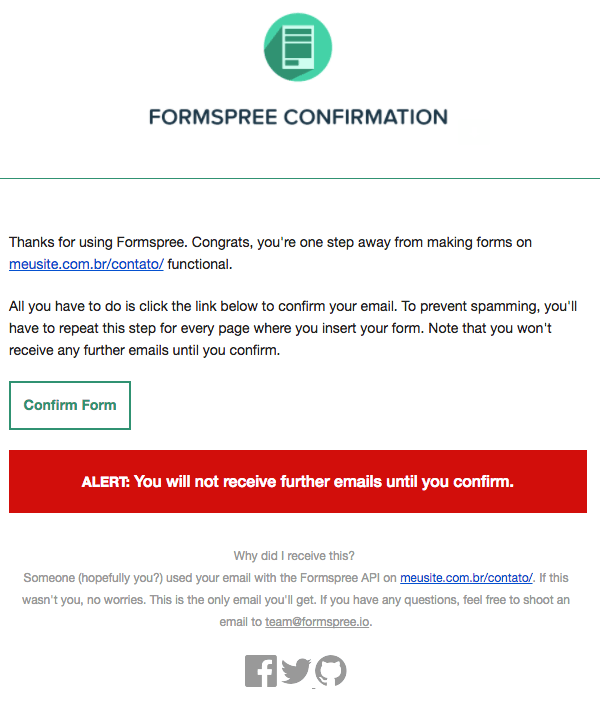 FORMSPREE CONFIRMATION
Thanks for using Formspree. Congrats, you're one step away from making forms on
meusite.com.br/contato/ functional.
All you have to do is click the link below to confirm your email. To prevent spamming, you'll
have to repeat this step for every page where you insert your form. Note that you won't
receive any further emails until you confirm.
Confirm Form
ALERT: You will not receive further emails until you confirm.
Why did I receive this?
Someone (hopefully you?) used your email with the Formspree API on meusite.com.br/contato/. If this
wasn't you, no worries. This is the only email you'll get. If you have any questions, feel free to shoot an
email to team@formspree.io.